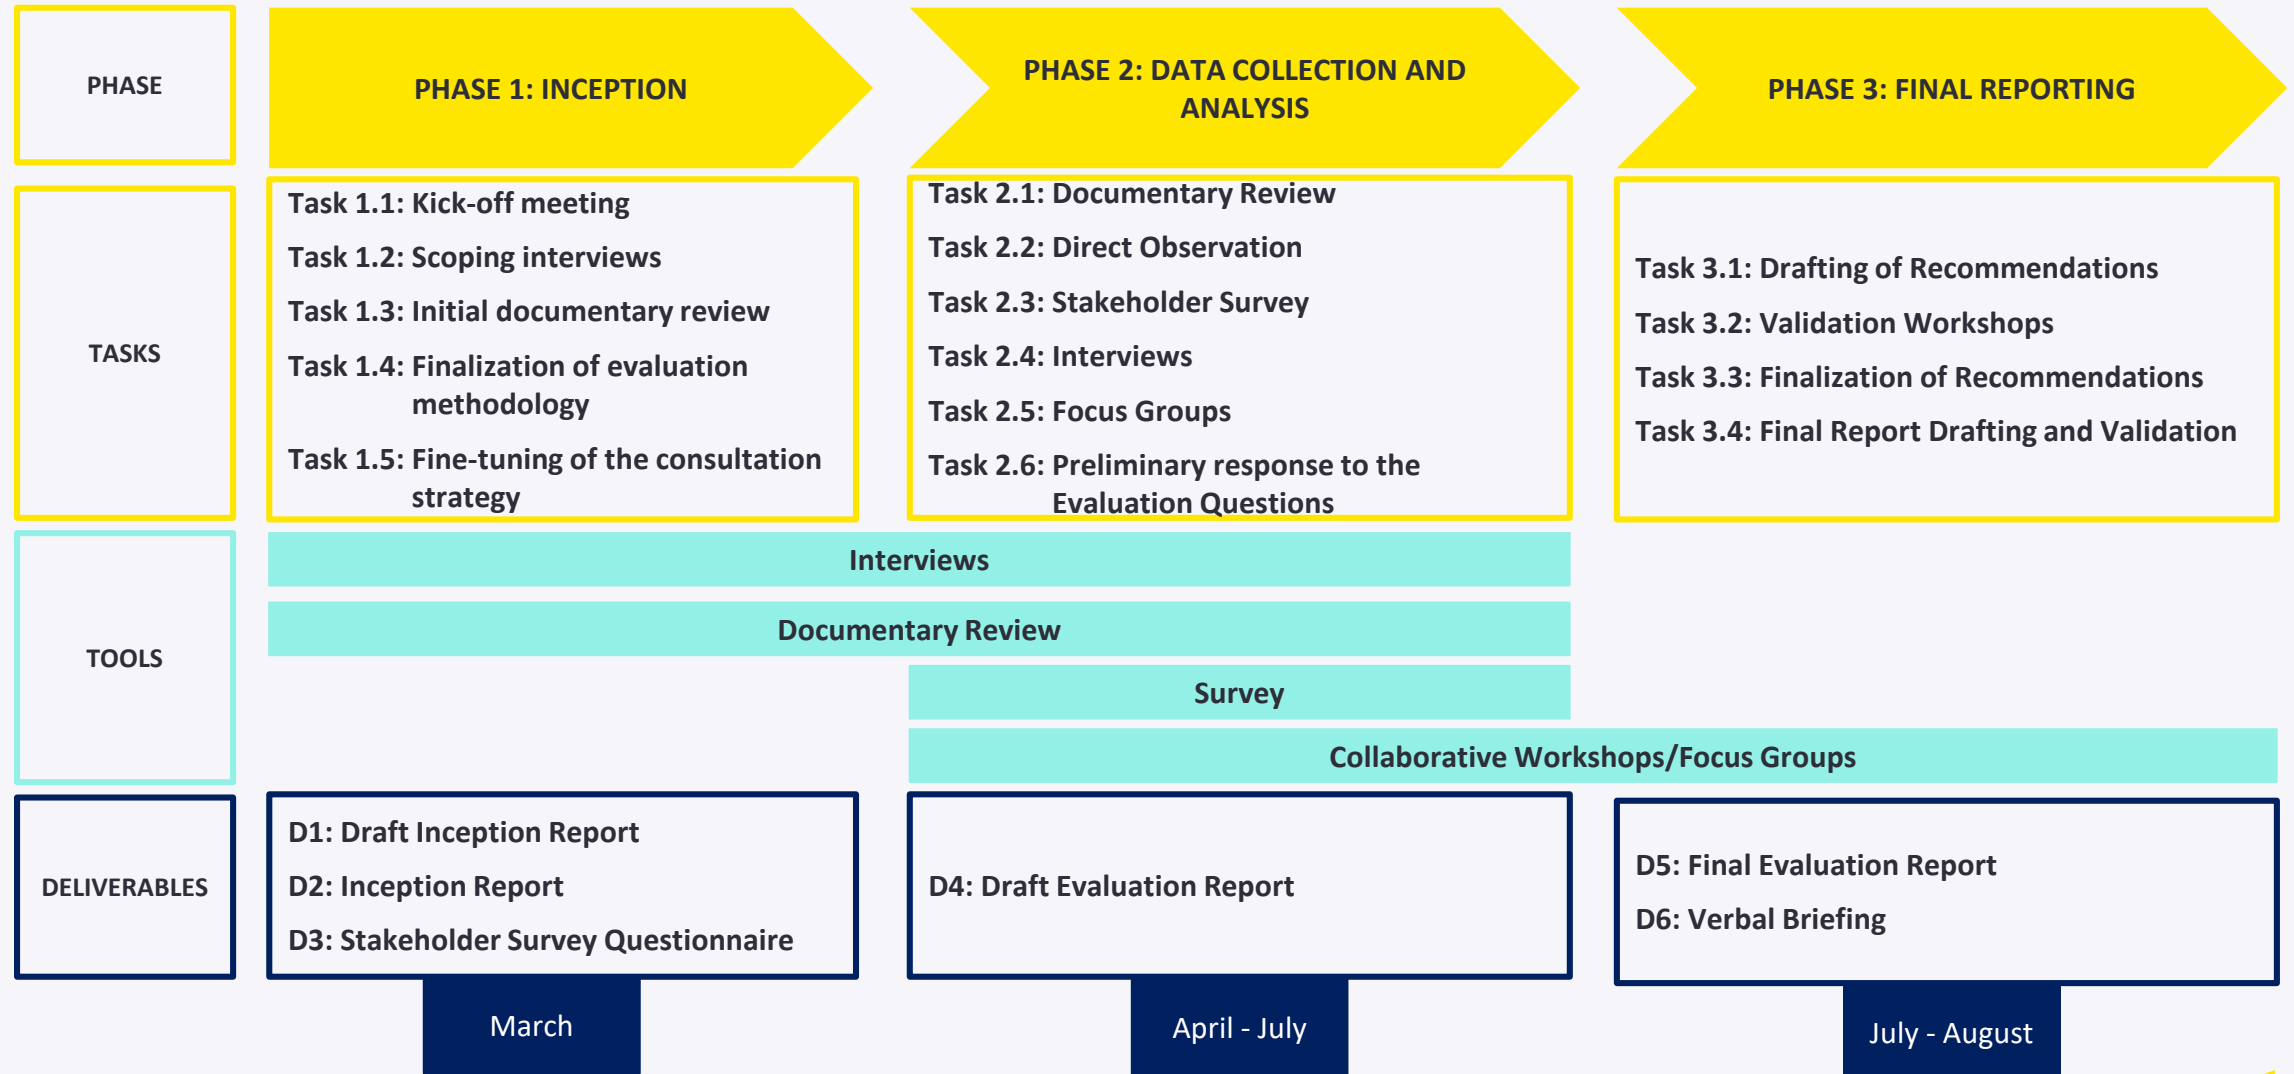 PHASE
PHASE 1: INCEPTION
PHASE 2: DATA COLLECTION AND
ANALYSIS
PHASE 3: FINAL REPORTING
TASKS
Task 1.1: Kick-off meeting
Task 1.2: Scoping interviews
Task 1.3: Initial documentary review
Task 1.4: Finalization of evaluation
methodology
Task 1.5: Fine-tuning of the consultation
strategy
Task 2.1: Documentary Review
Task 2.2: Direct Observation
Task 2.3: Stakeholder Survey
Task 2.4: Interviews
Task 2.5: Focus Groups
Task 2.6: Preliminary response to the
Evaluation Questions
Task 3.1: Drafting of Recommendations
Task 3.2: Validation Workshops
Task 3.3: Finalization of Recommendations
Task 3.4: Final Report Drafting and Validation
TOOLS
Interviews
Documentary Review
Survey
Collaborative Workshops/Focus Groups
DELIVERABLES
D1: Draft Inception Report
D2: Inception Report
D3: Stakeholder Survey Questionnaire
D4: Draft Evaluation Report
D5: Final Evaluation Report
D6: Verbal Briefing
March
April - July
July - August